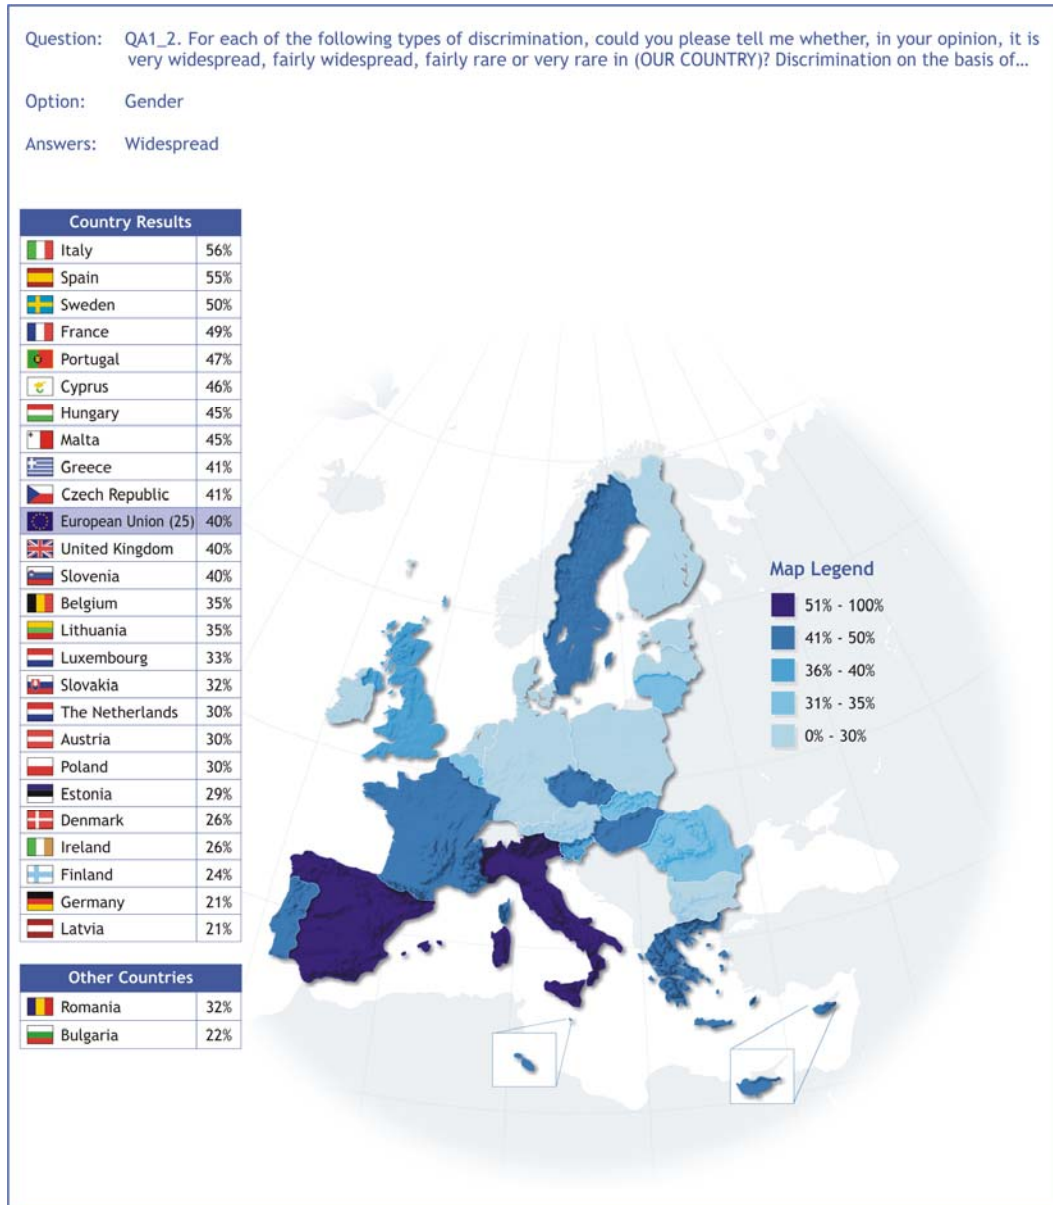 Question: QA1_2. For each of the following types of discrimination, could you please tell me whether, in your opinion, it is
very widespread, fairly widespread, fairly rare or very rare in (OUR COUNTRY)? Discrimination on the basis of...
Option: Gender
Answers: Widespread
Country Results
Italy 56%
Spain 55%
Sweden 50%
France 49%
Portugal 47%
Cyprus 46%
Hungary 45%
Malta 45%
Greece 41%
Czech Republic 41%
European Union (25) 40%
United Kingdom 40%
Slovenia 40%
Belgium 35%
Lithuania 35%
Luxembourg 33%
Slovakia 32%
The Netherlands 30%
Austria 30%
Poland 30%
Estonia 29%
Denmark 26%
Ireland 26%
Finland 24%
Germany 21%
Latvia 21%
Other Countries
Romania 32%
Bulgaria 22%
Map Legend
51% - 100%
41% - 50%
36% - 40%
31% - 35%
0% - 30%